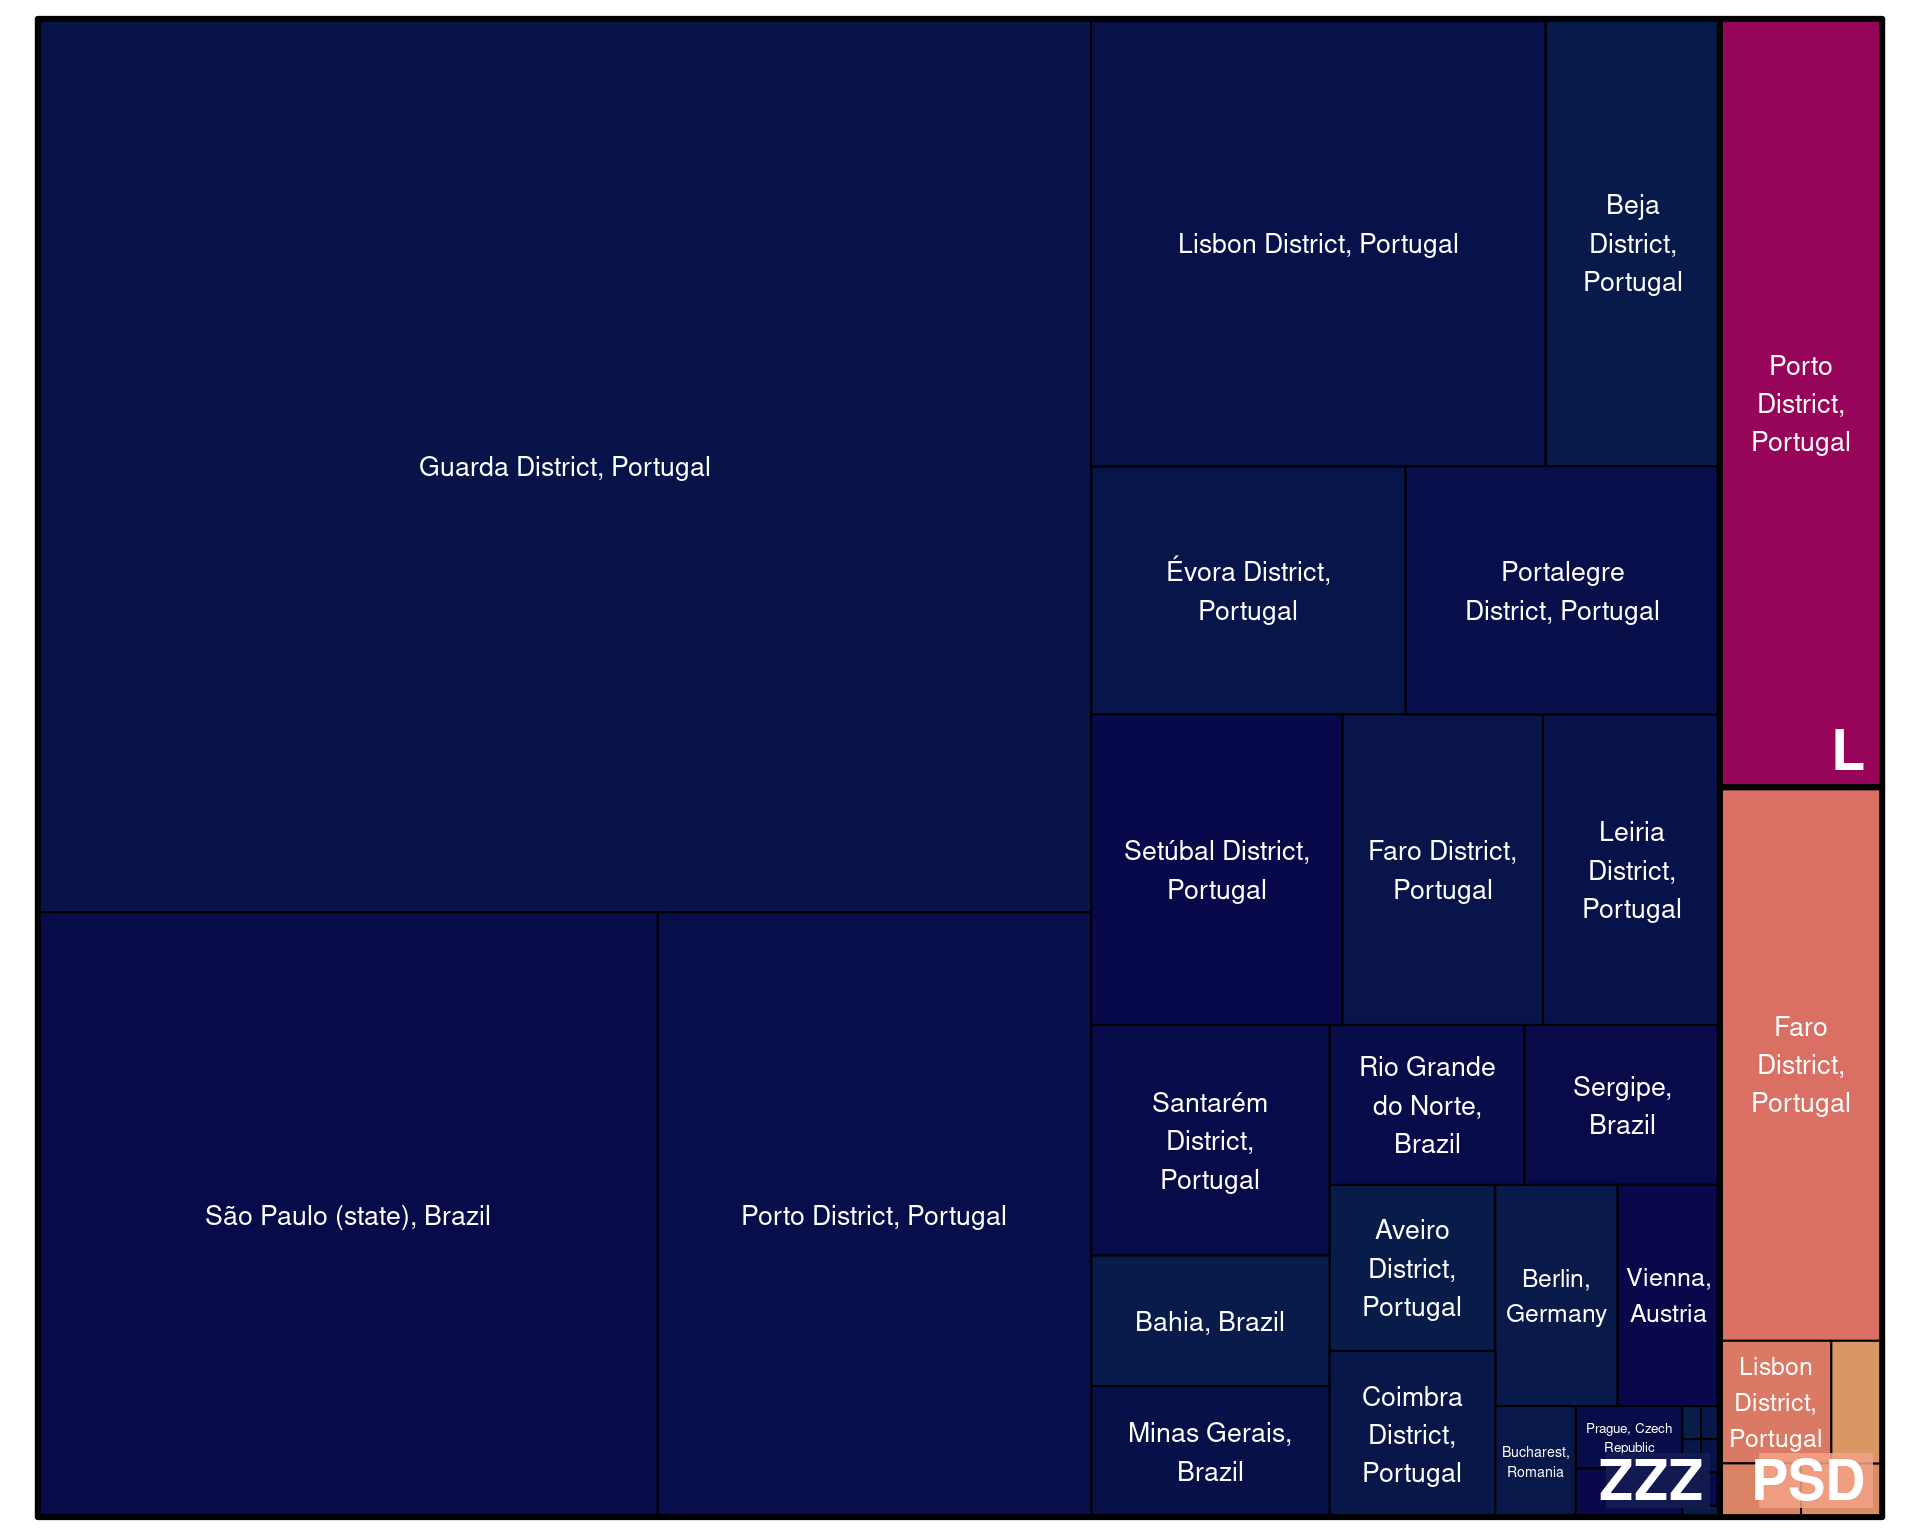 Guarda District, Portugal
São Paulo (state), Brazil
Porto District, Portugal
Lisbon District, Portugal
Beja
District,
Portugal
Évora District,
Portugal
Portalegre
District, Portugal
Setúbal District,
Portugal
Faro District,
Portugal
Leiria
District,
Portugal
Santarém
District,
Portugal
Rio Grande
do Norte,
Brazil
Sergipe,
Brazil
Bahia, Brazil
Minas Gerais,
Brazil
Aveiro
District,
Portugal
Coimbra
District,
Portugal
Berlin,
Germany
Vienna,
Austria
Bucharest,
Romania
Prague, Czech
Republic
ZZZ
Porto
District,
Portugal
L
Faro
District,
Portugal
Lisbon
District,
Portugal
PSD